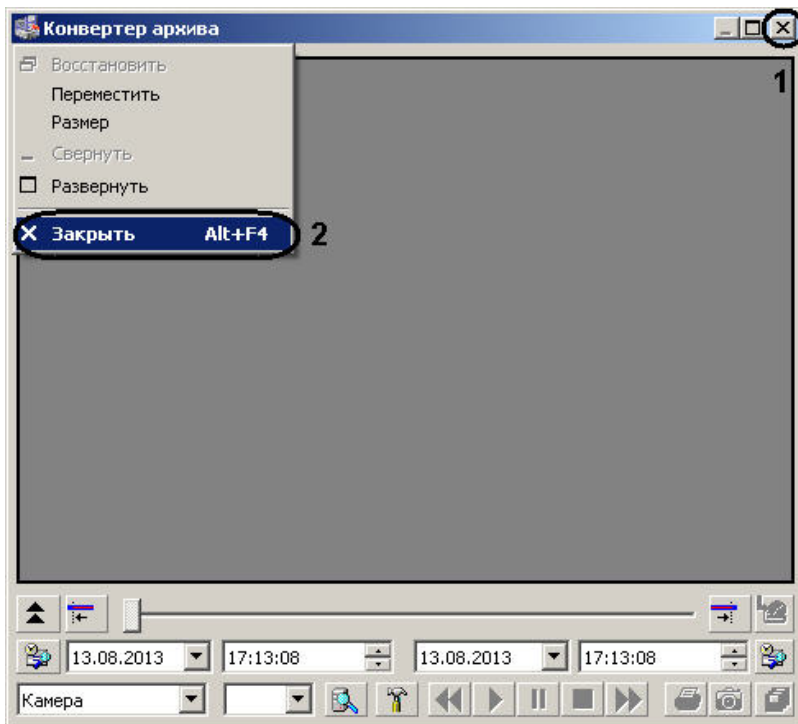 Конвертер архива
1
Восстановить
Переместить
Размер
Свернуть
Развернуть
Закрыть Alt+F4 2
13.08.2013 17:13:08 13.08.2013 17:13:08
Камера